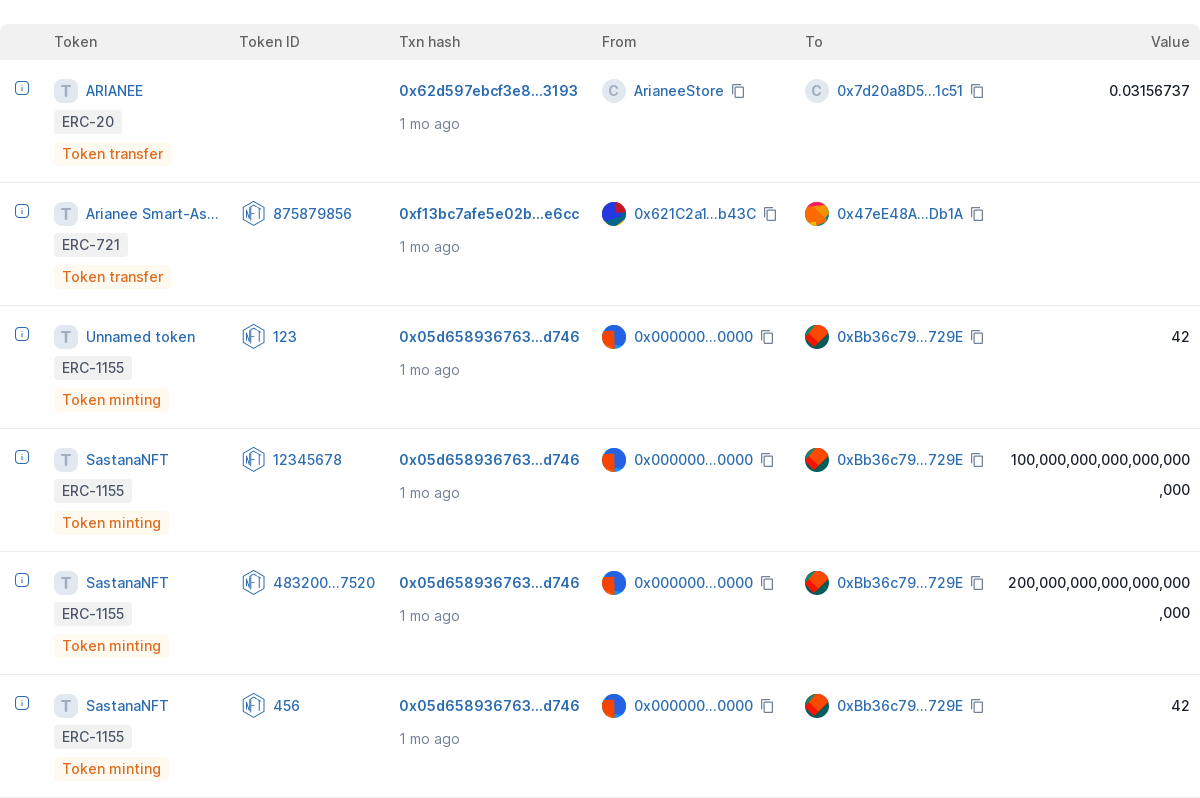 Token Token ID Txn hash From To Value
T ARIANEE 0x62d597ebcf3e8...3193 C ArianeeStore C 0x7d20a8D5...1c51 0.03156737
ERC-20 1 mo ago
Token transfer
T Arianee Smart-As... NFT 875879856 0xf13bc7afe5e02b...e6cc 0x621C2a1...b43C 0x47eE48A...Db1A
ERC-721 1 mo ago
Token transfer
T Unnamed token NFT 123 0x05d658936763...d746 0x000000...0000 0xBb36c79...729E 42
ERC-1155 1 mo ago
Token minting
T SastanaNFT NFT 12345678 0x05d658936763...d746 0x000000...0000 0xBb36c79...729E 100,000,000,000,000,000
ERC-1155 1 mo ago ,000
Token minting
T SastanaNFT NFT 483200...7520 0x05d658936763...d746 0x000000...0000 0xBb36c79...729E 200,000,000,000,000,000
ERC-1155 1 mo ago ,000
Token minting
T SastanaNFT NFT 456 0x05d658936763...d746 0x000000...0000 0xBb36c79...729E 42
ERC-1155 1 mo ago
Token minting